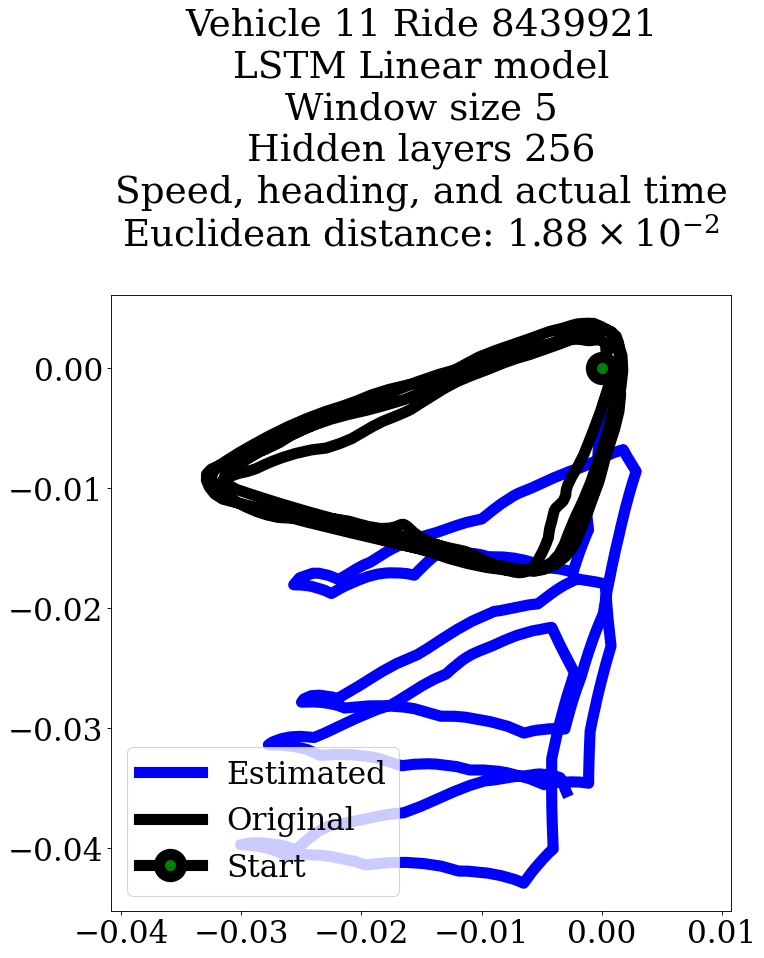 Vehicle 11 Ride 8439921
LSTM Linear model
Window size 5
Hidden layers 256
Speed, heading, and actual time
Euclidean distance: 1.88 × 10⁻²
0.00
−0.01
−0.02
−0.03
−0.04
Estimated
Original
Start
−0.04 −0.03 −0.02 −0.01 0.00 0.01